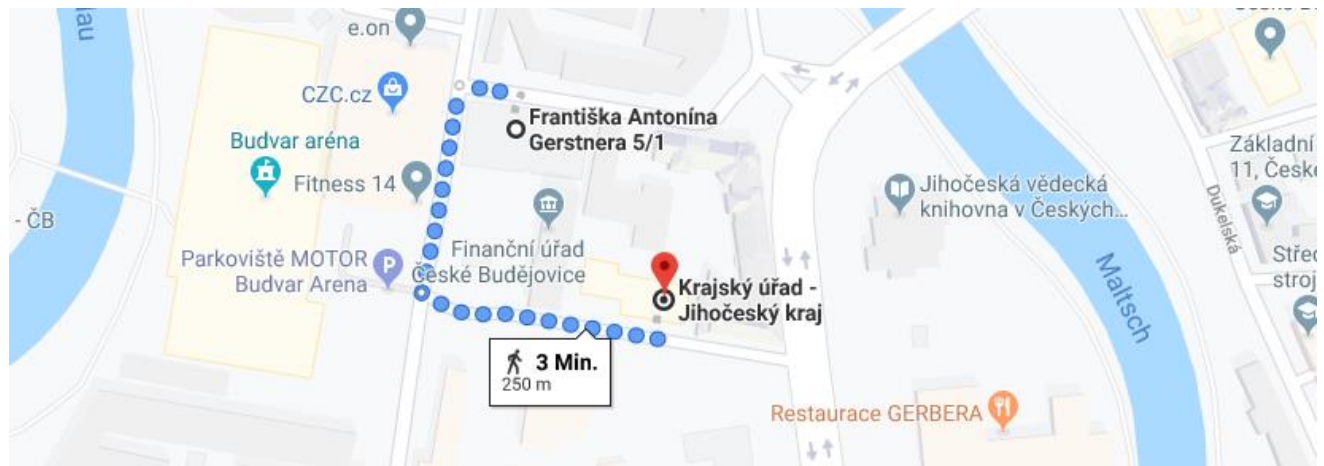 e.on
CZC.cz
Budvar aréna
Fitness 14
- ČB
Parkoviště MOTOR
Budvar Arena
P
Františka Antonína
Gerstnera 5/1
Finanční úřad
České Budějovice
Krajský úřad -
Jihočeský kraj
3 Min.
250 m
Jihočeská vědecká
knihovna v Českých...
Restaurace GERBERA
Maltsch
Dukelská
Základní
11, České
Střed
stroj